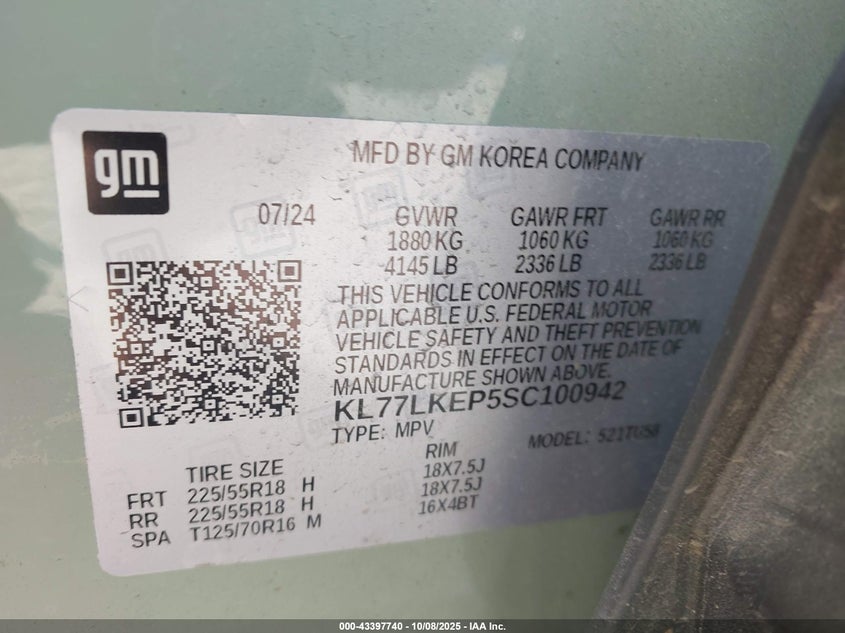 gm
MFD BY GM KOREA COMPANY
07/24 GVWR GAWR FRT GAWR RR
1880 KG 1060 KG 1060 KG
4145 LB 2336 LB 2336 LB
THIS VEHICLE CONFORMS TO ALL
APPLICABLE U.S. FEDERAL MOTOR
VEHICLE SAFETY AND THEFT PREVENTION
STANDARDS IN EFFECT ON THE DATE OF
MANUFACTURE SHOWN ABOVE.
KL77LKEP5SC100942
TYPE: MPV MODEL:
TIRE SIZE RIM
FRT 225/55R18 H 18X7.5J
RR 225/55R18 H 18X7.5J
SPA T125/70R16 M 16X4BT
000-43397740 - 10/08/2025 - IAA Inc.